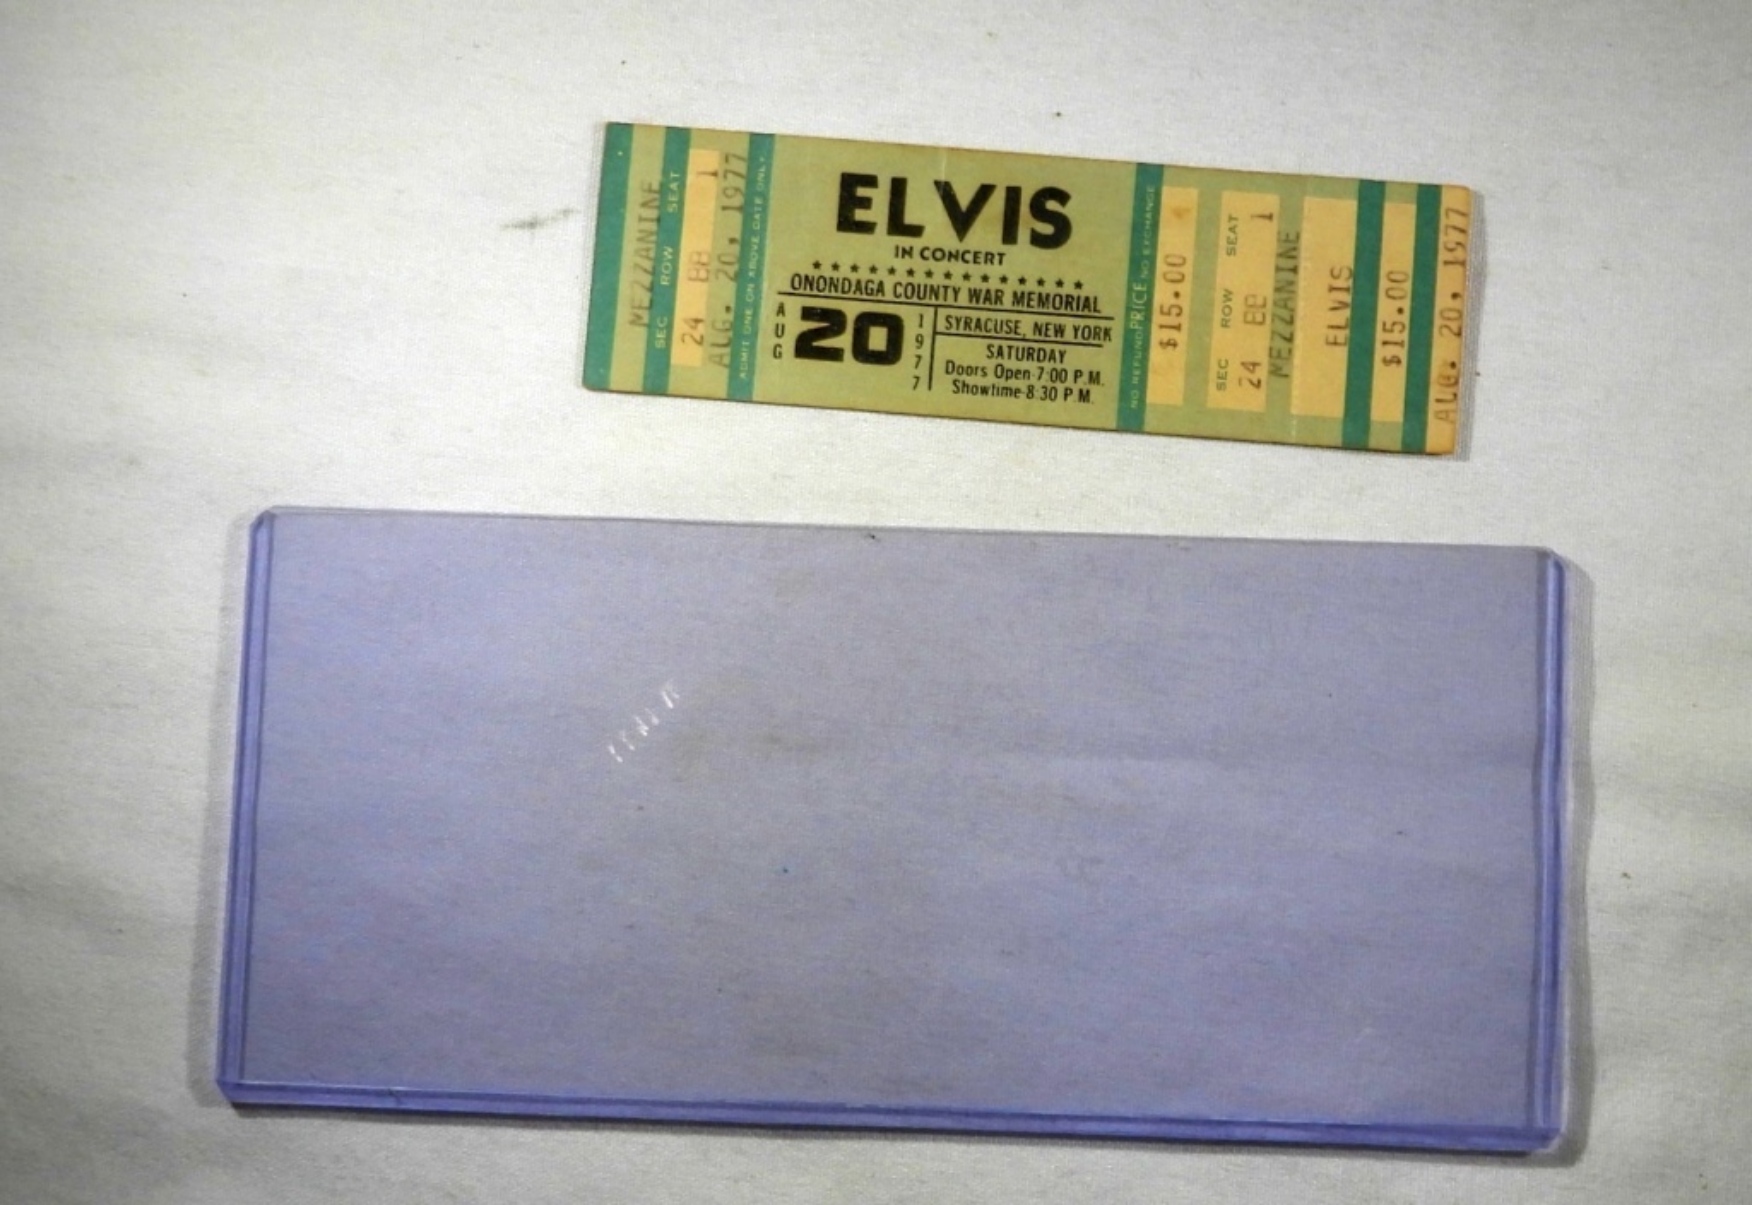 MEZZANINE
SEC ROW SEAT
24 BB 1
AUG. 20, 1977
ADMIT ONE ON ABOVE DATE ONLY
ELVIS
IN CONCERT
★★★★★★★★★★★★★★★
ONONDAGA COUNTY WAR MEMORIAL
AUG 20 1977
SYRACUSE, NEW YORK
SATURDAY
Doors Open-7:00 P.M.
Showtime-8:30 P.M.
NO REFUND PRICE NO EXCHANGE
$15.00
SEC ROW SEAT
24 BB 1
MEZZANINE
ELVIS
$15.00
AUG. 20, 1977